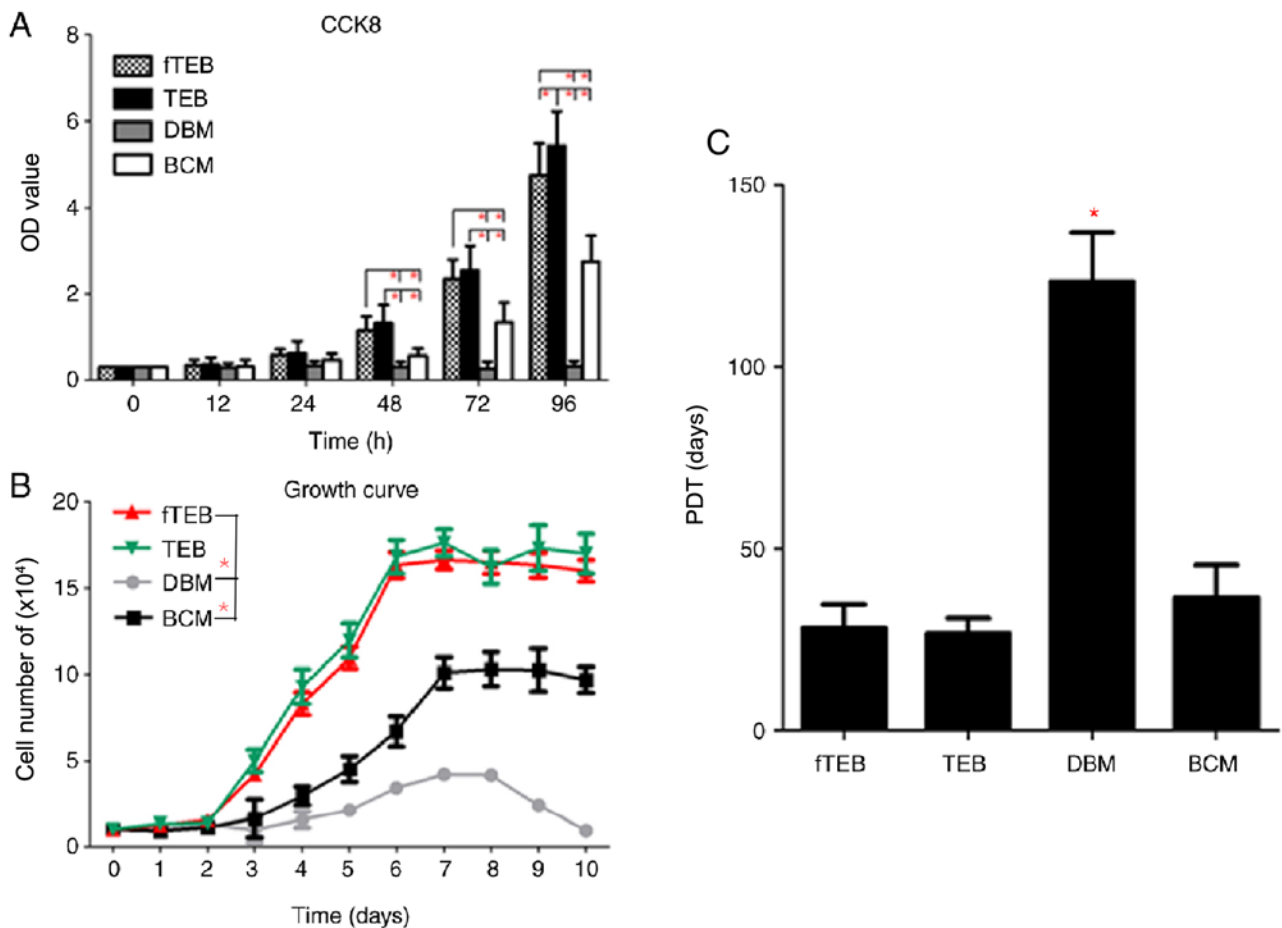 A
CCK8
8
6
4
2
0
OD value
fTEB
TEB
DBM
BCM
* *
* * *
* *
* *
* *
* *
0 12 24 48 72 96
Time (h)
B
Growth curve
20
15
10
5
0
Cell number of (x10⁴)
fTEB
TEB
*
DBM
*
BCM
0 1 2 3 4 5 6 7 8 9 10
Time (days)
C
150
100
50
0
PDT (days)
*
fTEB TEB DBM BCM